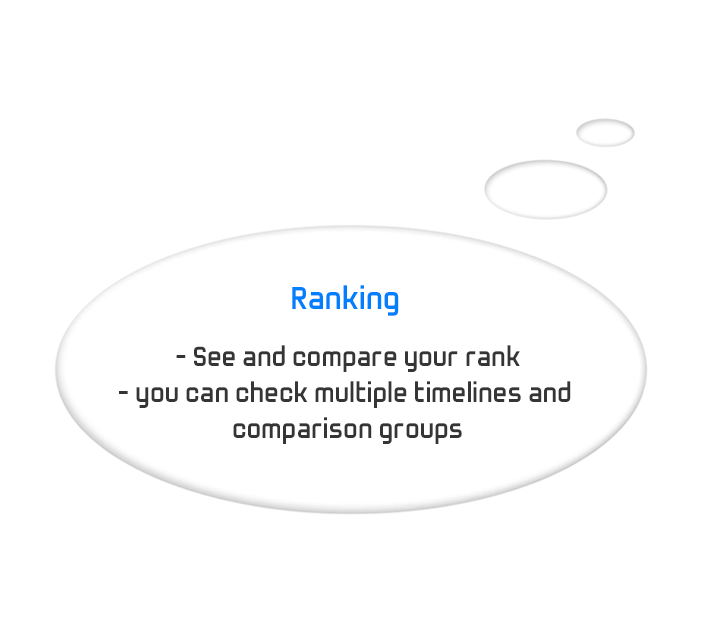 Ranking
- See and compare your rank
- you can check multiple timelines and
comparison groups